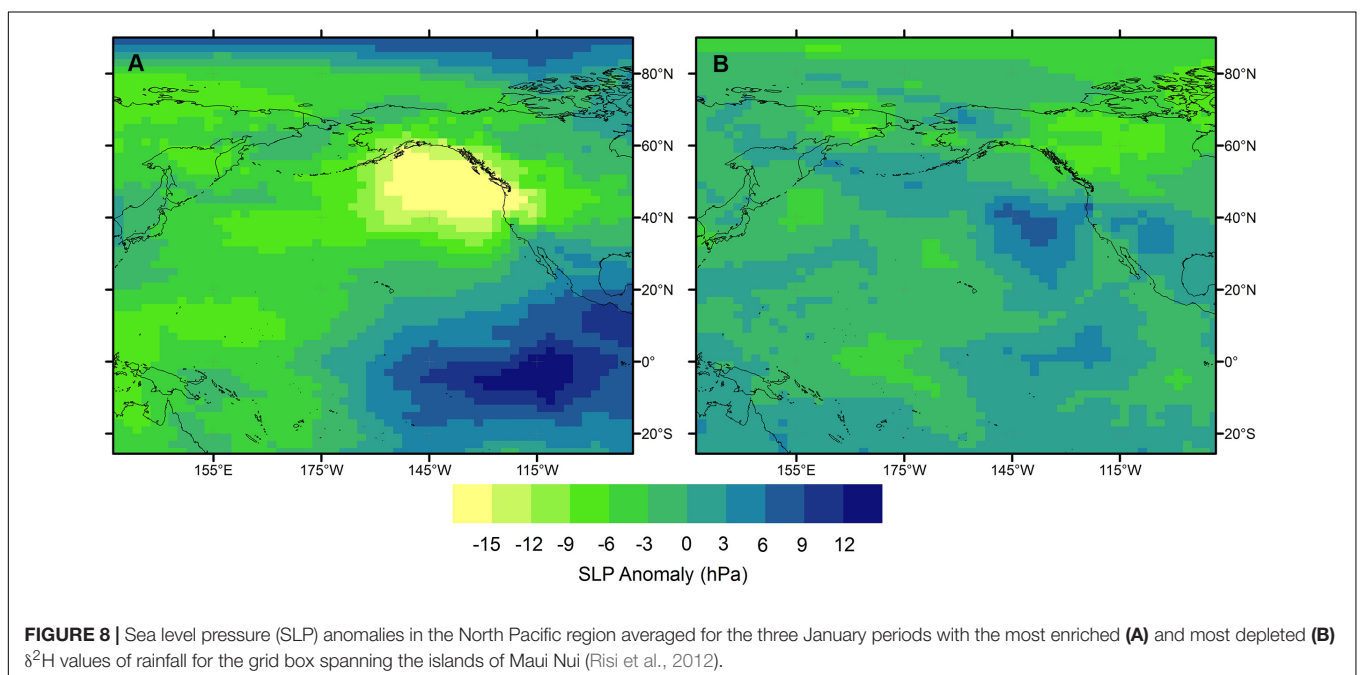 A
B
80°N
60°N
40°N
20°N
0°
20°S
80°N
60°N
40°N
20°N
0°
20°S
155°E 175°W 145°W 115°W
155°E 175°W 145°W 115°W
-15 -12 -9 -6 -3 0 3 6 9 12
SLP Anomaly (hPa)
FIGURE 8 | Sea level pressure (SLP) anomalies in the North Pacific region averaged for the three January periods with the most enriched (A) and most depleted (B)
δ²H values of rainfall for the grid box spanning the islands of Maui Nui (Risi et al., 2012).